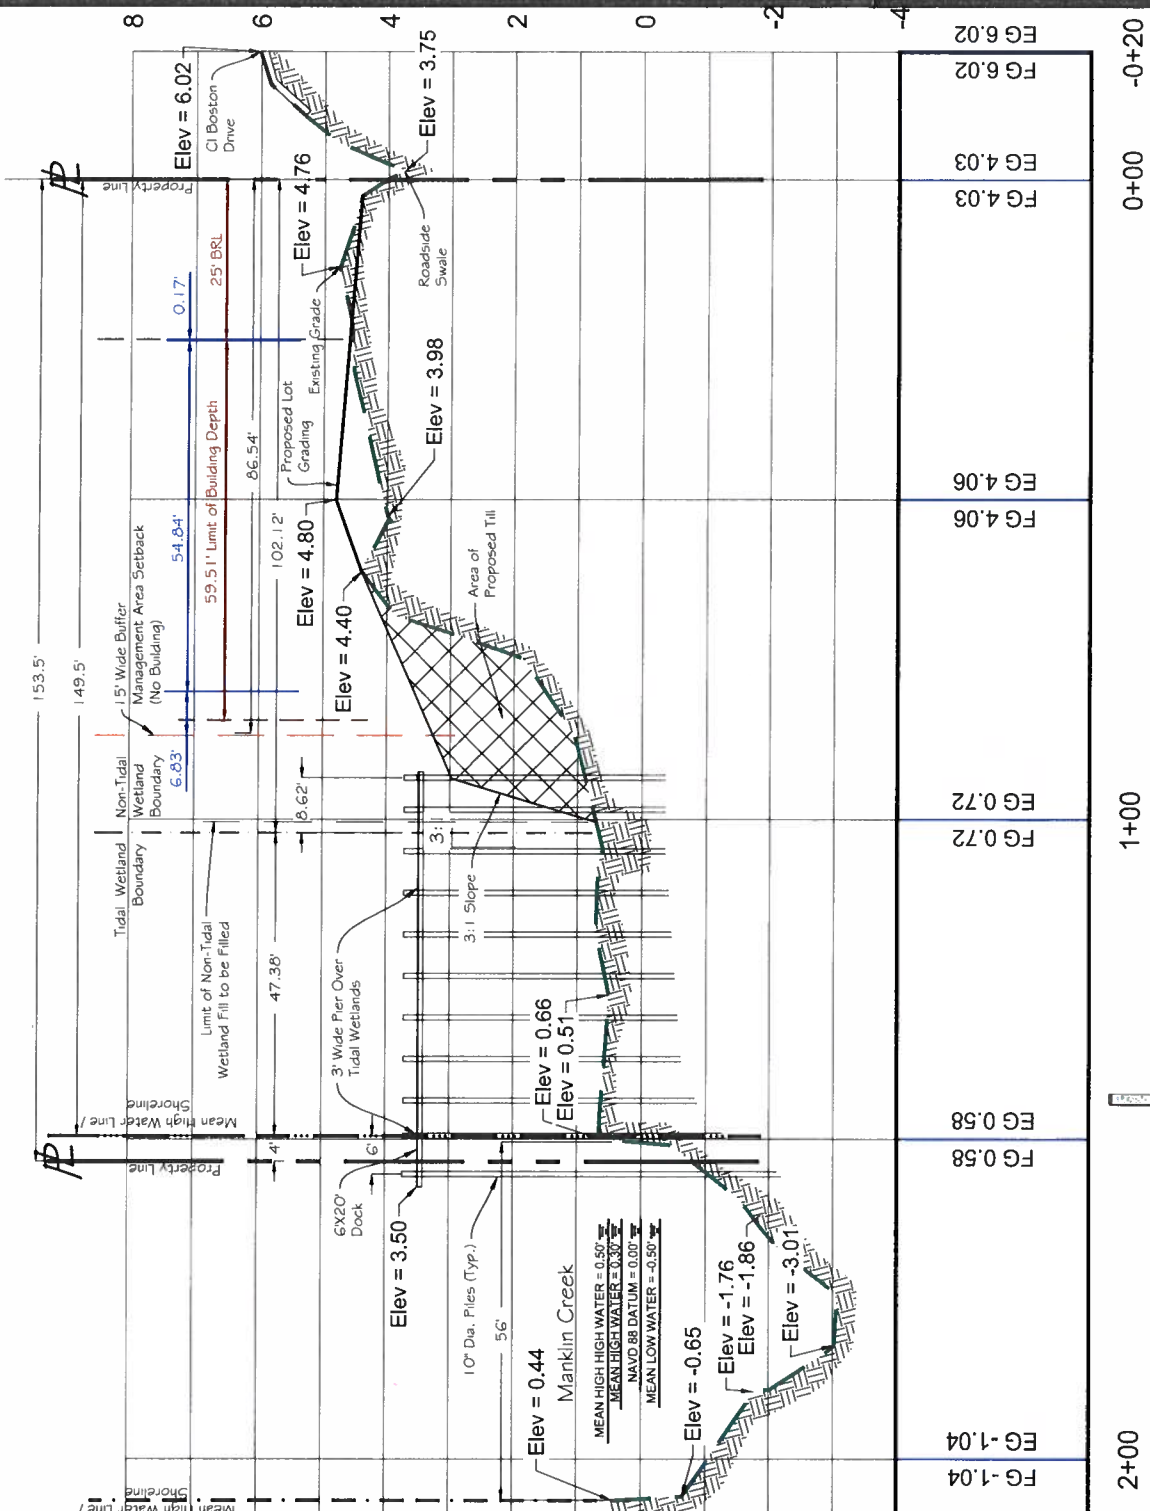 8
6
4
2
0
-2
-4
Elev = 6.02
Cl Boston
Drive
Elev = 3.75
Property Line
Elev = 4.76
25' BRL
0.17'
Existing Grade
Roadside
Swale
Elev = 3.98
Proposed Lot
Grading
86.54'
59.51' Limit of Building Depth
54.84'
102.12'
Elev = 4.80
Elev = 4.40
Area of
Proposed Till
15' Wide Buffer
Management Area Setback
(No Building)
153.5'
149.5'
6.83'
Non-Tidal
Wetland
Boundary
8.62'
Tidal Wetland
Boundary
3:
3:1 Slope
Limit of Non-Tidal
Wetland Fill to be Filled
47.38'
3' Wide Pier Over
Tidal Wetlands
Elev = 0.66
Elev = 0.51
Mean High Water Line /
Shoreline
Property Line
4'
6'
6'X20'
Dock
Elev = 3.50
10" Dia. Piles (Typ.)
56'
Manklin Creek
MEAN HIGH HIGH WATER = 0.50'
MEAN HIGH WATER = 0.30'
NAVD 88 DATUM = 0.00'
MEAN LOW WATER = -0.50'
Elev = -1.76
Elev = -1.86
Elev = -3.01
Elev = 0.44
Elev = -0.65
Mean High Water Line /
Shoreline
EG 6.02
FG 6.02
-0+20
EG 4.03
FG 4.03
0+00
EG 4.06
FG 4.06
EG 0.72
FG 0.72
1+00
EG 0.58
FG 0.58
EG -1.04
FG -1.04
2+00